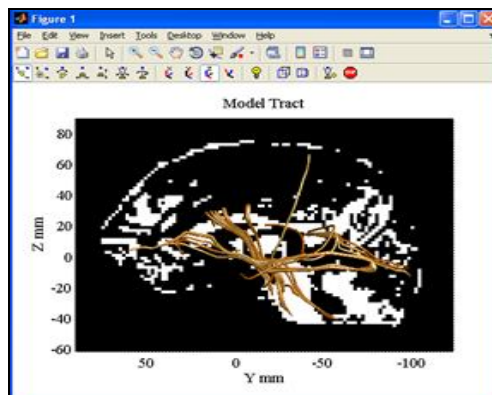 Figure 1
File Edit View Insert Tools Desktop Window Help
Model Tract
80
60
40
20
0
-20
-40
-60
Z mm
50 0 -50 -100
Y mm